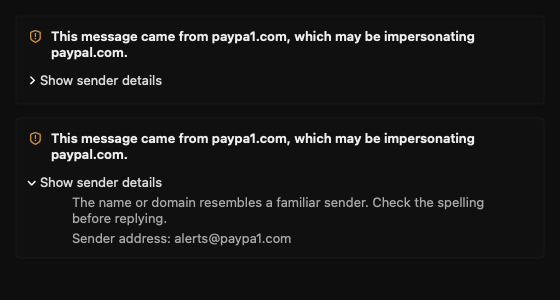 This message came from paypa1.com, which may be impersonating
paypal.com.
Show sender details
This message came from paypa1.com, which may be impersonating
paypal.com.
Show sender details
The name or domain resembles a familiar sender. Check the spelling
before replying.
Sender address: alerts@paypa1.com